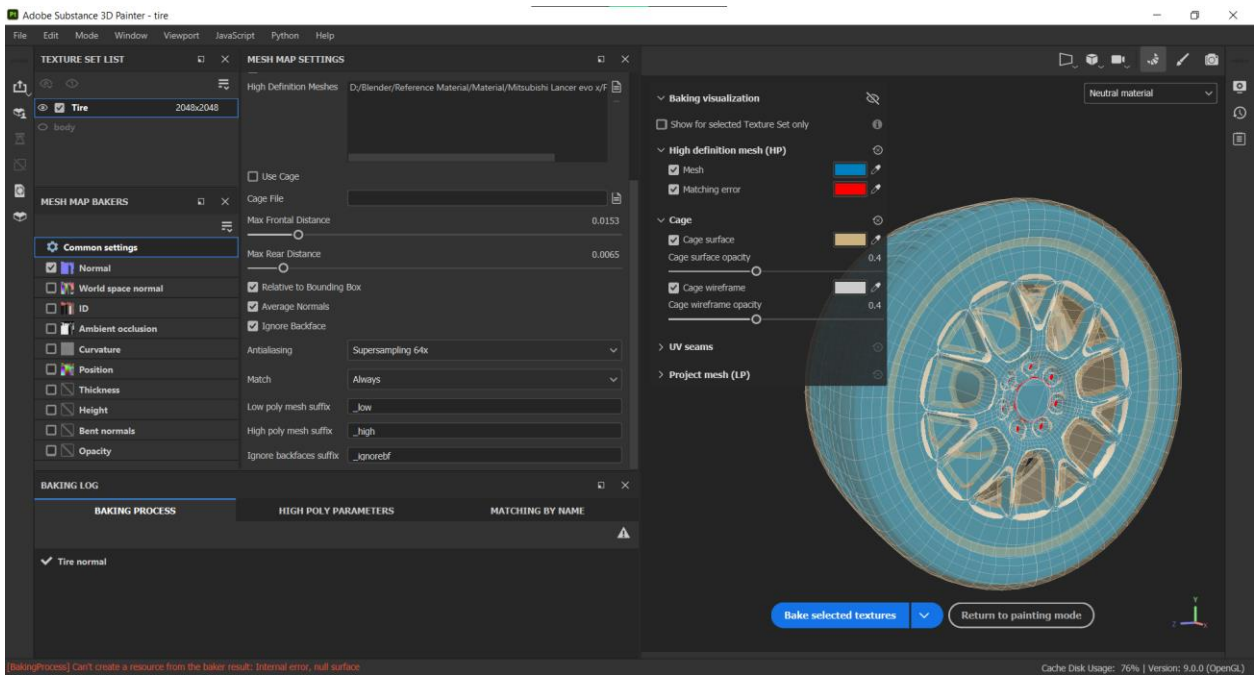 Pt Adobe Substance 3D Painter - tire
File Edit Mode Window Viewport JavaScript Python Help
TEXTURE SET LIST
Tire 2048x2048
body
MESH MAP BAKERS
Common settings
Normal
World space normal
ID
Ambient occlusion
Curvature
Position
Thickness
Height
Bent normals
Opacity
MESH MAP SETTINGS
High Definition Meshes D:/Blender/Reference Material/Material/Mitsubishi Lancer evo x/F
Use Cage
Cage File
Max Frontal Distance 0.0153
Max Rear Distance 0.0065
Relative to Bounding Box
Average Normals
Ignore Backface
Antialiasing Supersampling 64x
Match Always
Low poly mesh suffix _low
High poly mesh suffix _high
Ignore backfaces suffix _ignorebf
BAKING LOG
BAKING PROCESS HIGH POLY PARAMETERS MATCHING BY NAME
Tire normal
Baking visualization
Show for selected Texture Set only
High definition mesh (HP)
Mesh
Matching error
Cage
Cage surface
Cage surface opacity 0.4
Cage wireframe
Cage wireframe opacity 0.4
UV seams
Project mesh (LP)
Neutral material
Bake selected textures Return to painting mode
Y
Z X
[BakingProcess] Can't create a resource from the baker result: Internal error, null surface
Cache Disk Usage: 76% | Version: 9.0.0 (OpenGL)